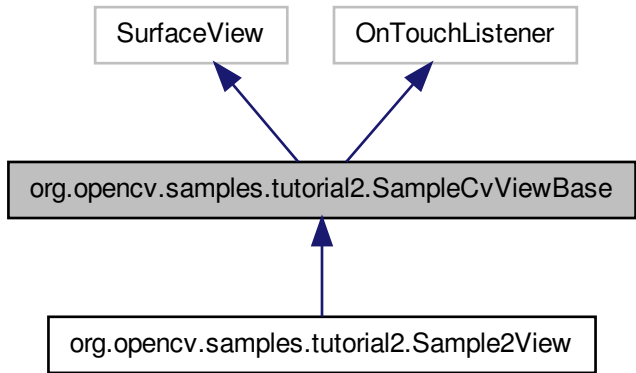 SurfaceView
OnTouchListener
org.opencv.samples.tutorial2.SampleCvViewBase
org.opencv.samples.tutorial2.Sample2View